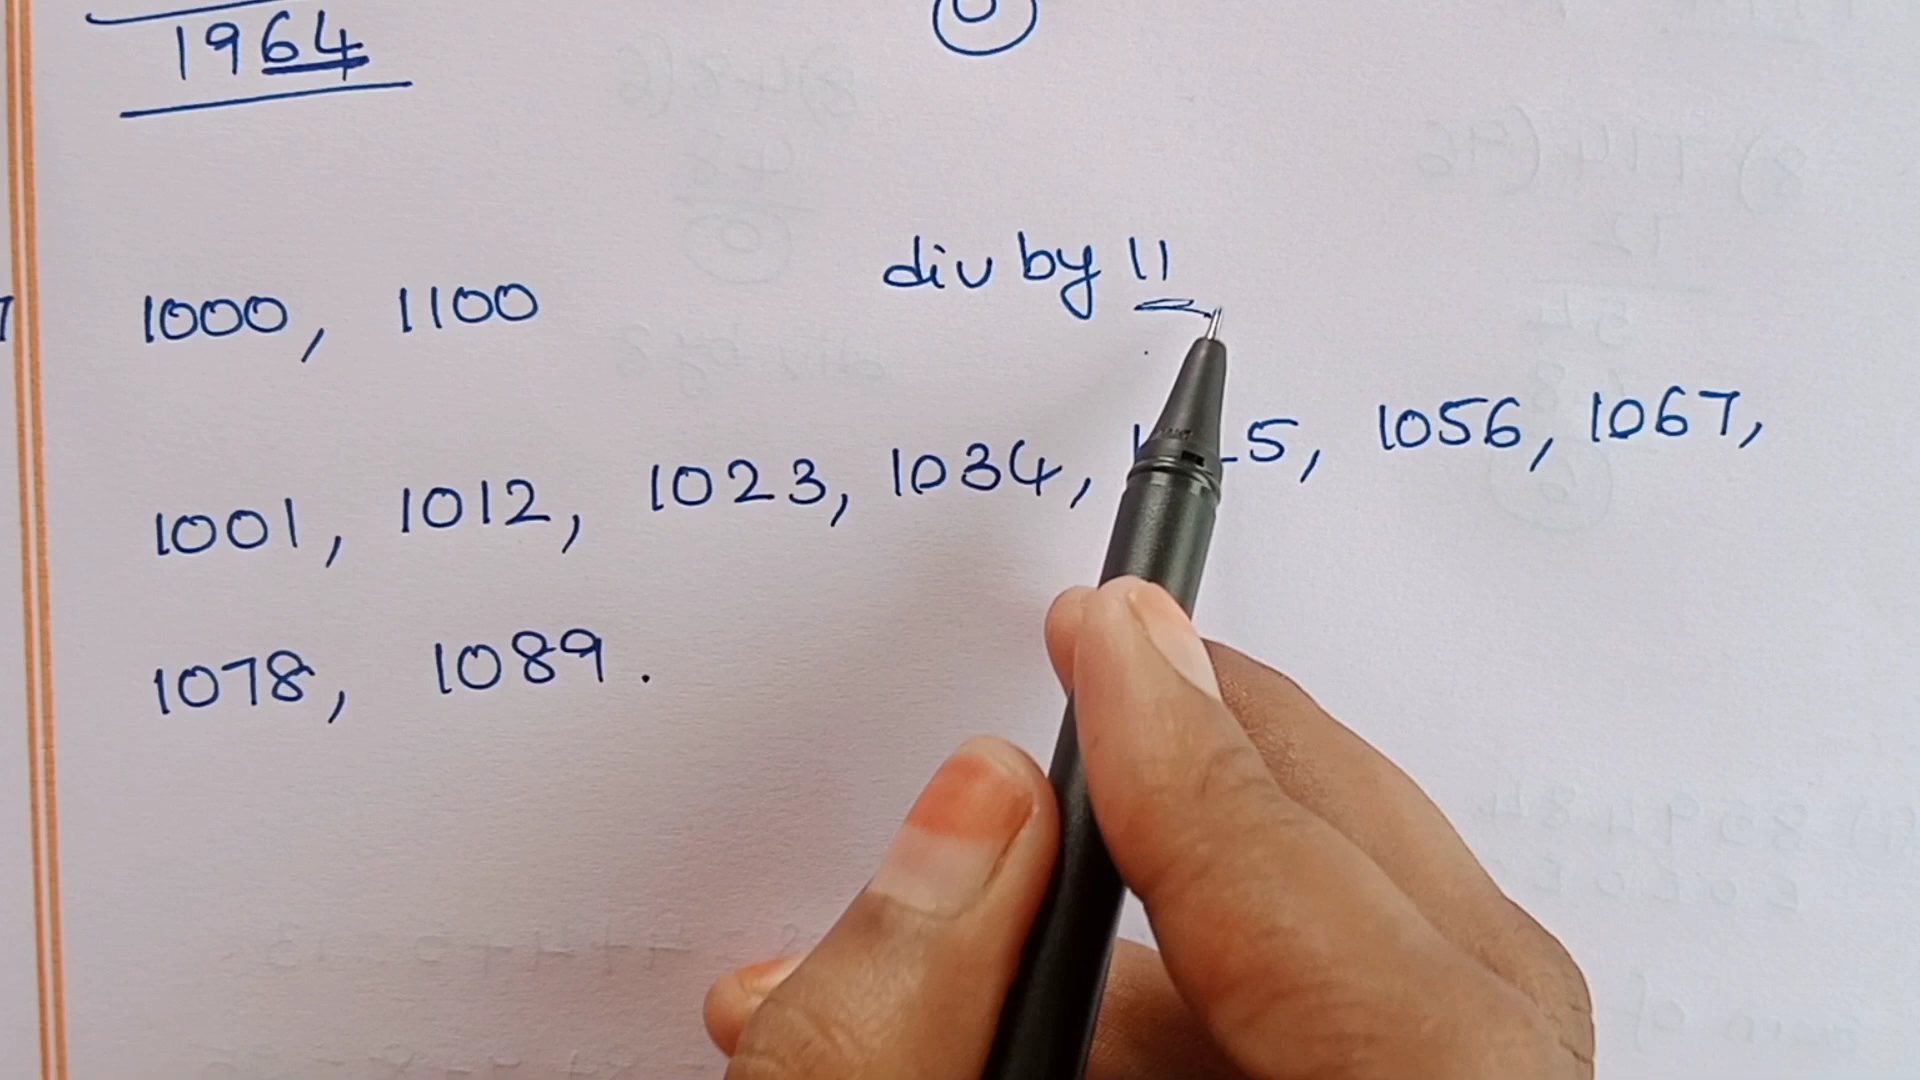 1964
1000, 1100
div by 11
1001, 1012, 1023, 1034, 5, 1056, 1067,
1078, 1089.